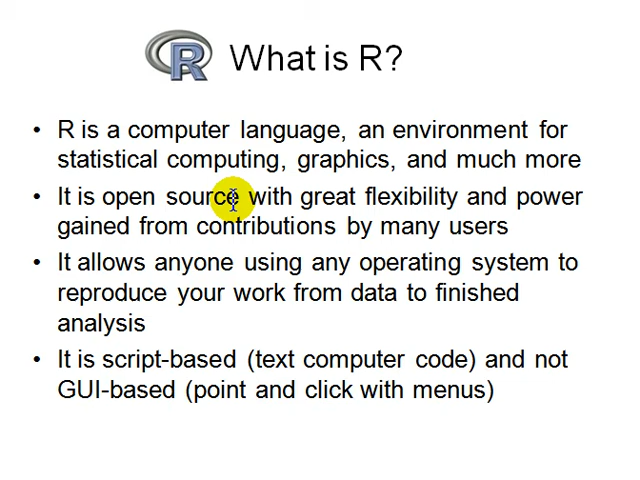 R What is R?
• R is a computer language, an environment for
statistical computing, graphics, and much more
• It is open source with great flexibility and power
gained from contributions by many users
• It allows anyone using any operating system to
reproduce your work from data to finished
analysis
• It is script-based (text computer code) and not
GUI-based (point and click with menus)